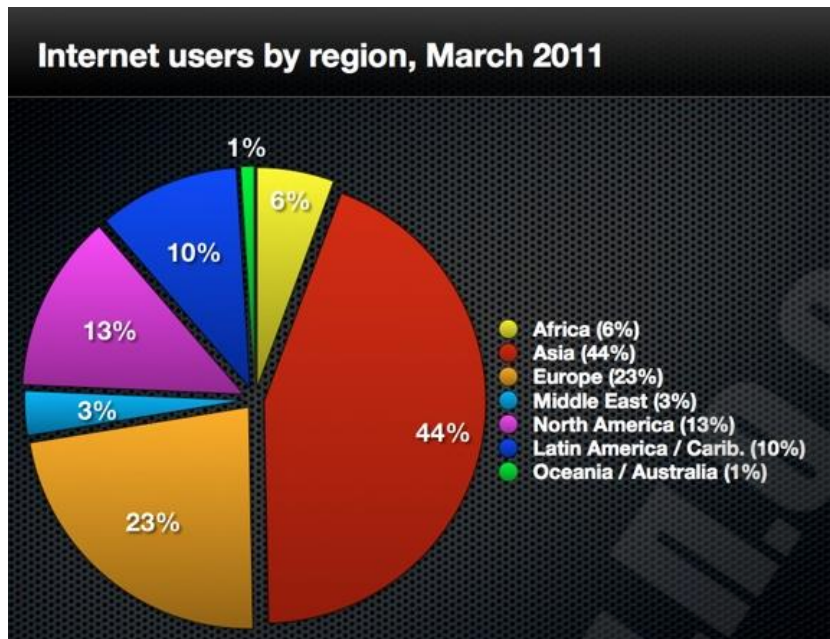 Internet users by region, March 2011
1%
6%
10%
13%
3%
44%
23%
Africa (6%)
Asia (44%)
Europe (23%)
Middle East (3%)
North America (13%)
Latin America / Carib. (10%)
Oceania / Australia (1%)